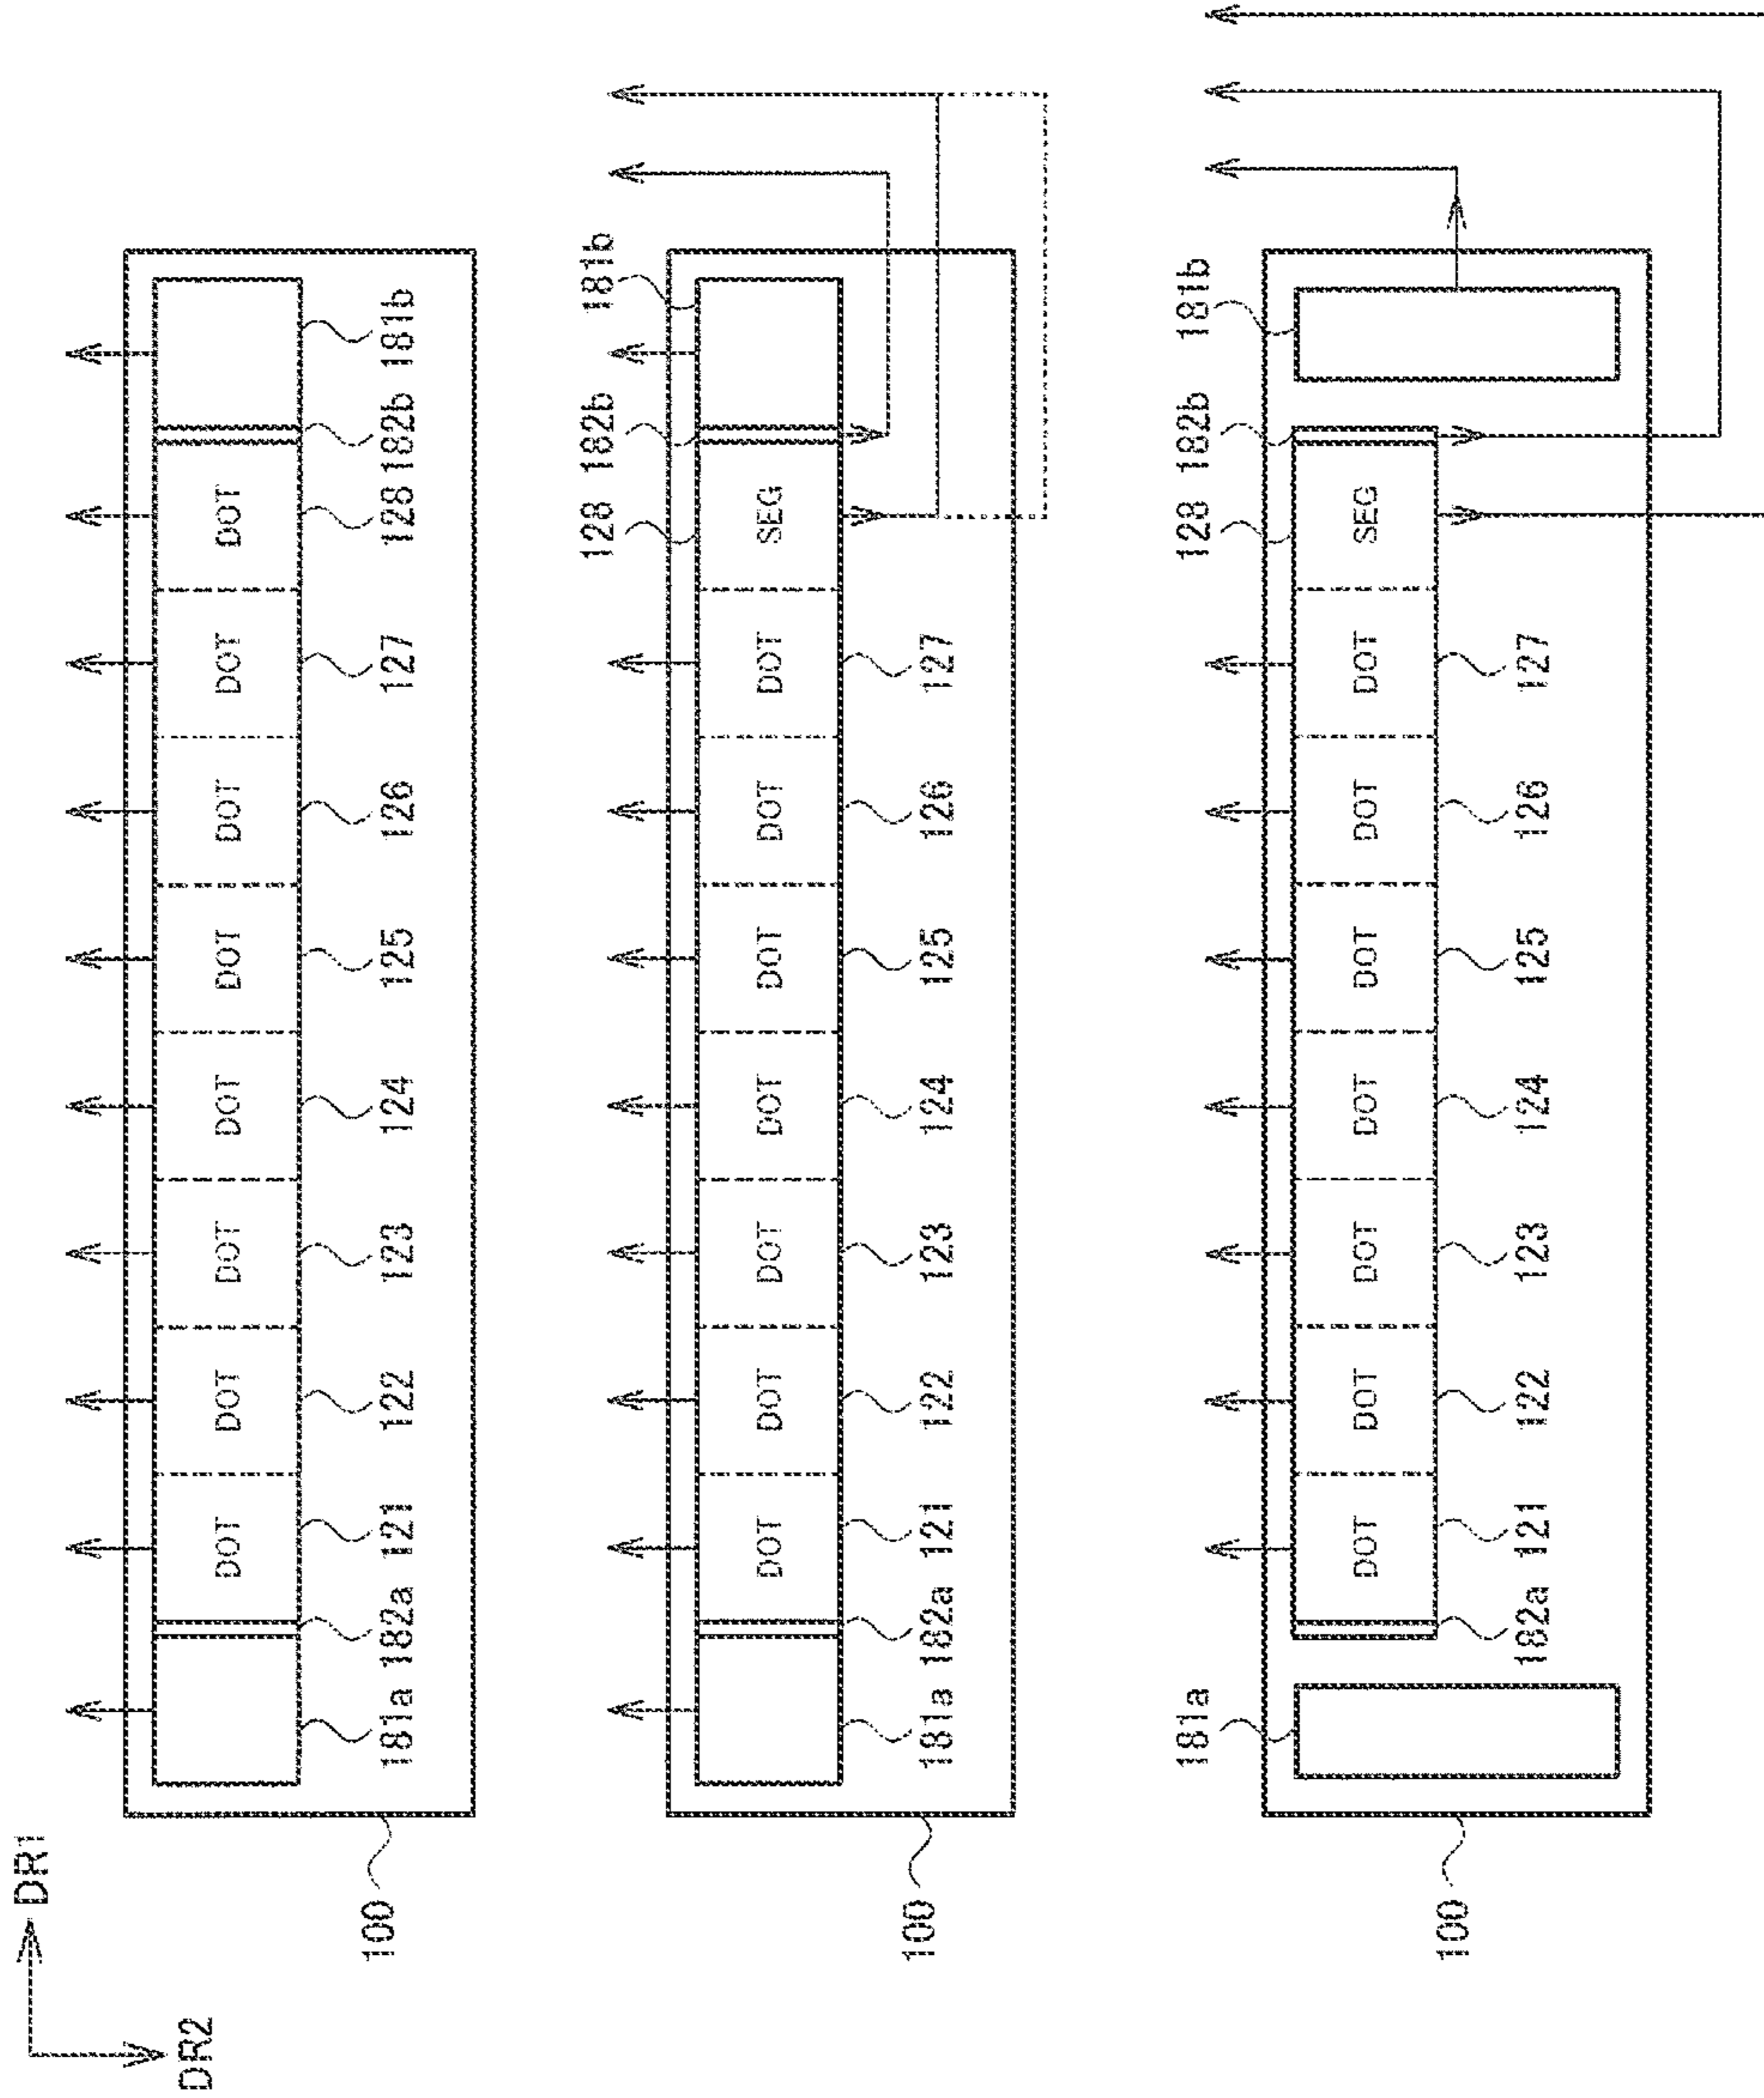 DR1
DR2
DOT DOT DOT DOT DOT DOT DOT DOT
100 181a 182a 121 122 123 124 125 126 127 128 182b 181b
128 182b 181b
DOT DOT DOT DOT DOT DOT DOT SEG
100 181a 182a 121 122 123 124 125 126 127
181a 128 182b 181b
DOT DOT DOT DOT DOT DOT DOT SEG
100 182a 121 122 123 124 125 126 127